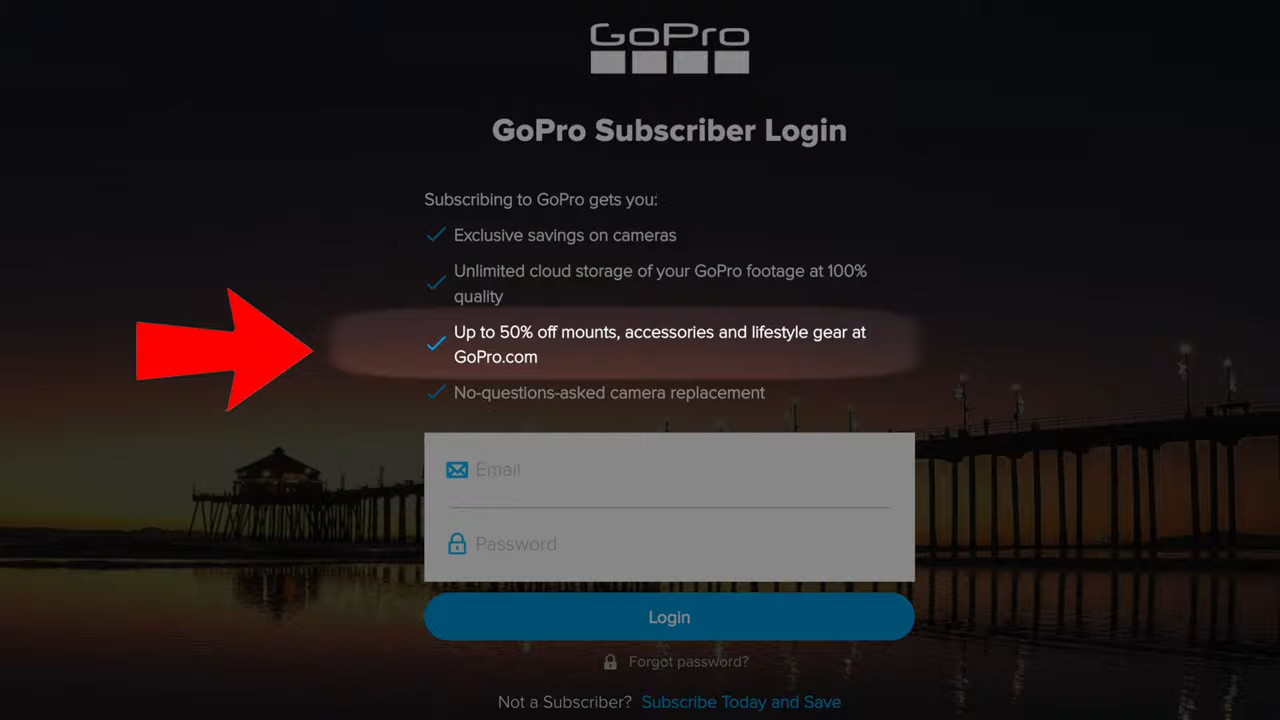 GoPro
GoPro Subscriber Login
Subscribing to GoPro gets you:
Exclusive savings on cameras
Unlimited cloud storage of your GoPro footage at 100%
quality
Up to 50% off mounts, accessories and lifestyle gear at
GoPro.com
No-questions-asked camera replacement
Email
Password
Login
Forgot password?
Not a Subscriber? Subscribe Today and Save